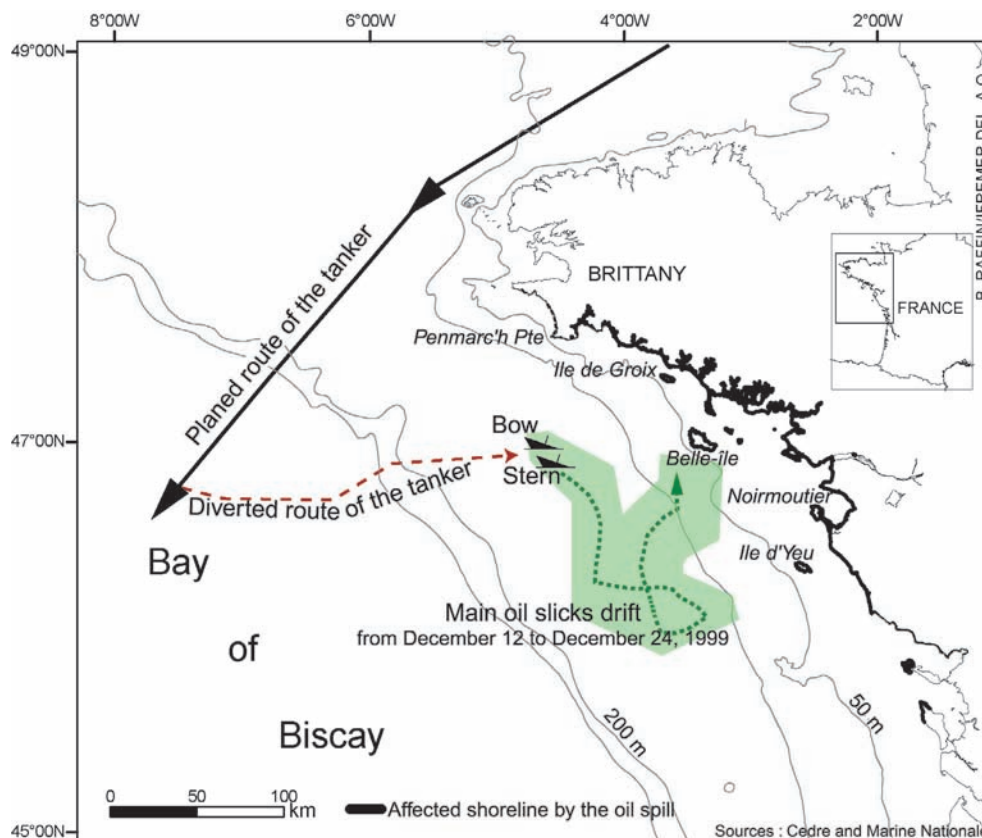 8°00W 6°00W 4°00W 2°00W
49°00N
Planed route of the tanker
BRITTANY
FRANCE
Penmarc'h Pte
Ile de Groix
47°00N
Bow
Belle-île
Stern
Diverted route of the tanker
Noirmoutier
Ile d'Yeu
Bay
of
Biscay
Main oil slicks drift
from December 12 to December 24, 1999
200 m
50 m
0 50 100
km
Affected shoreline by the oil spill
45°00N
Sources : Cedre and Marine Nationale